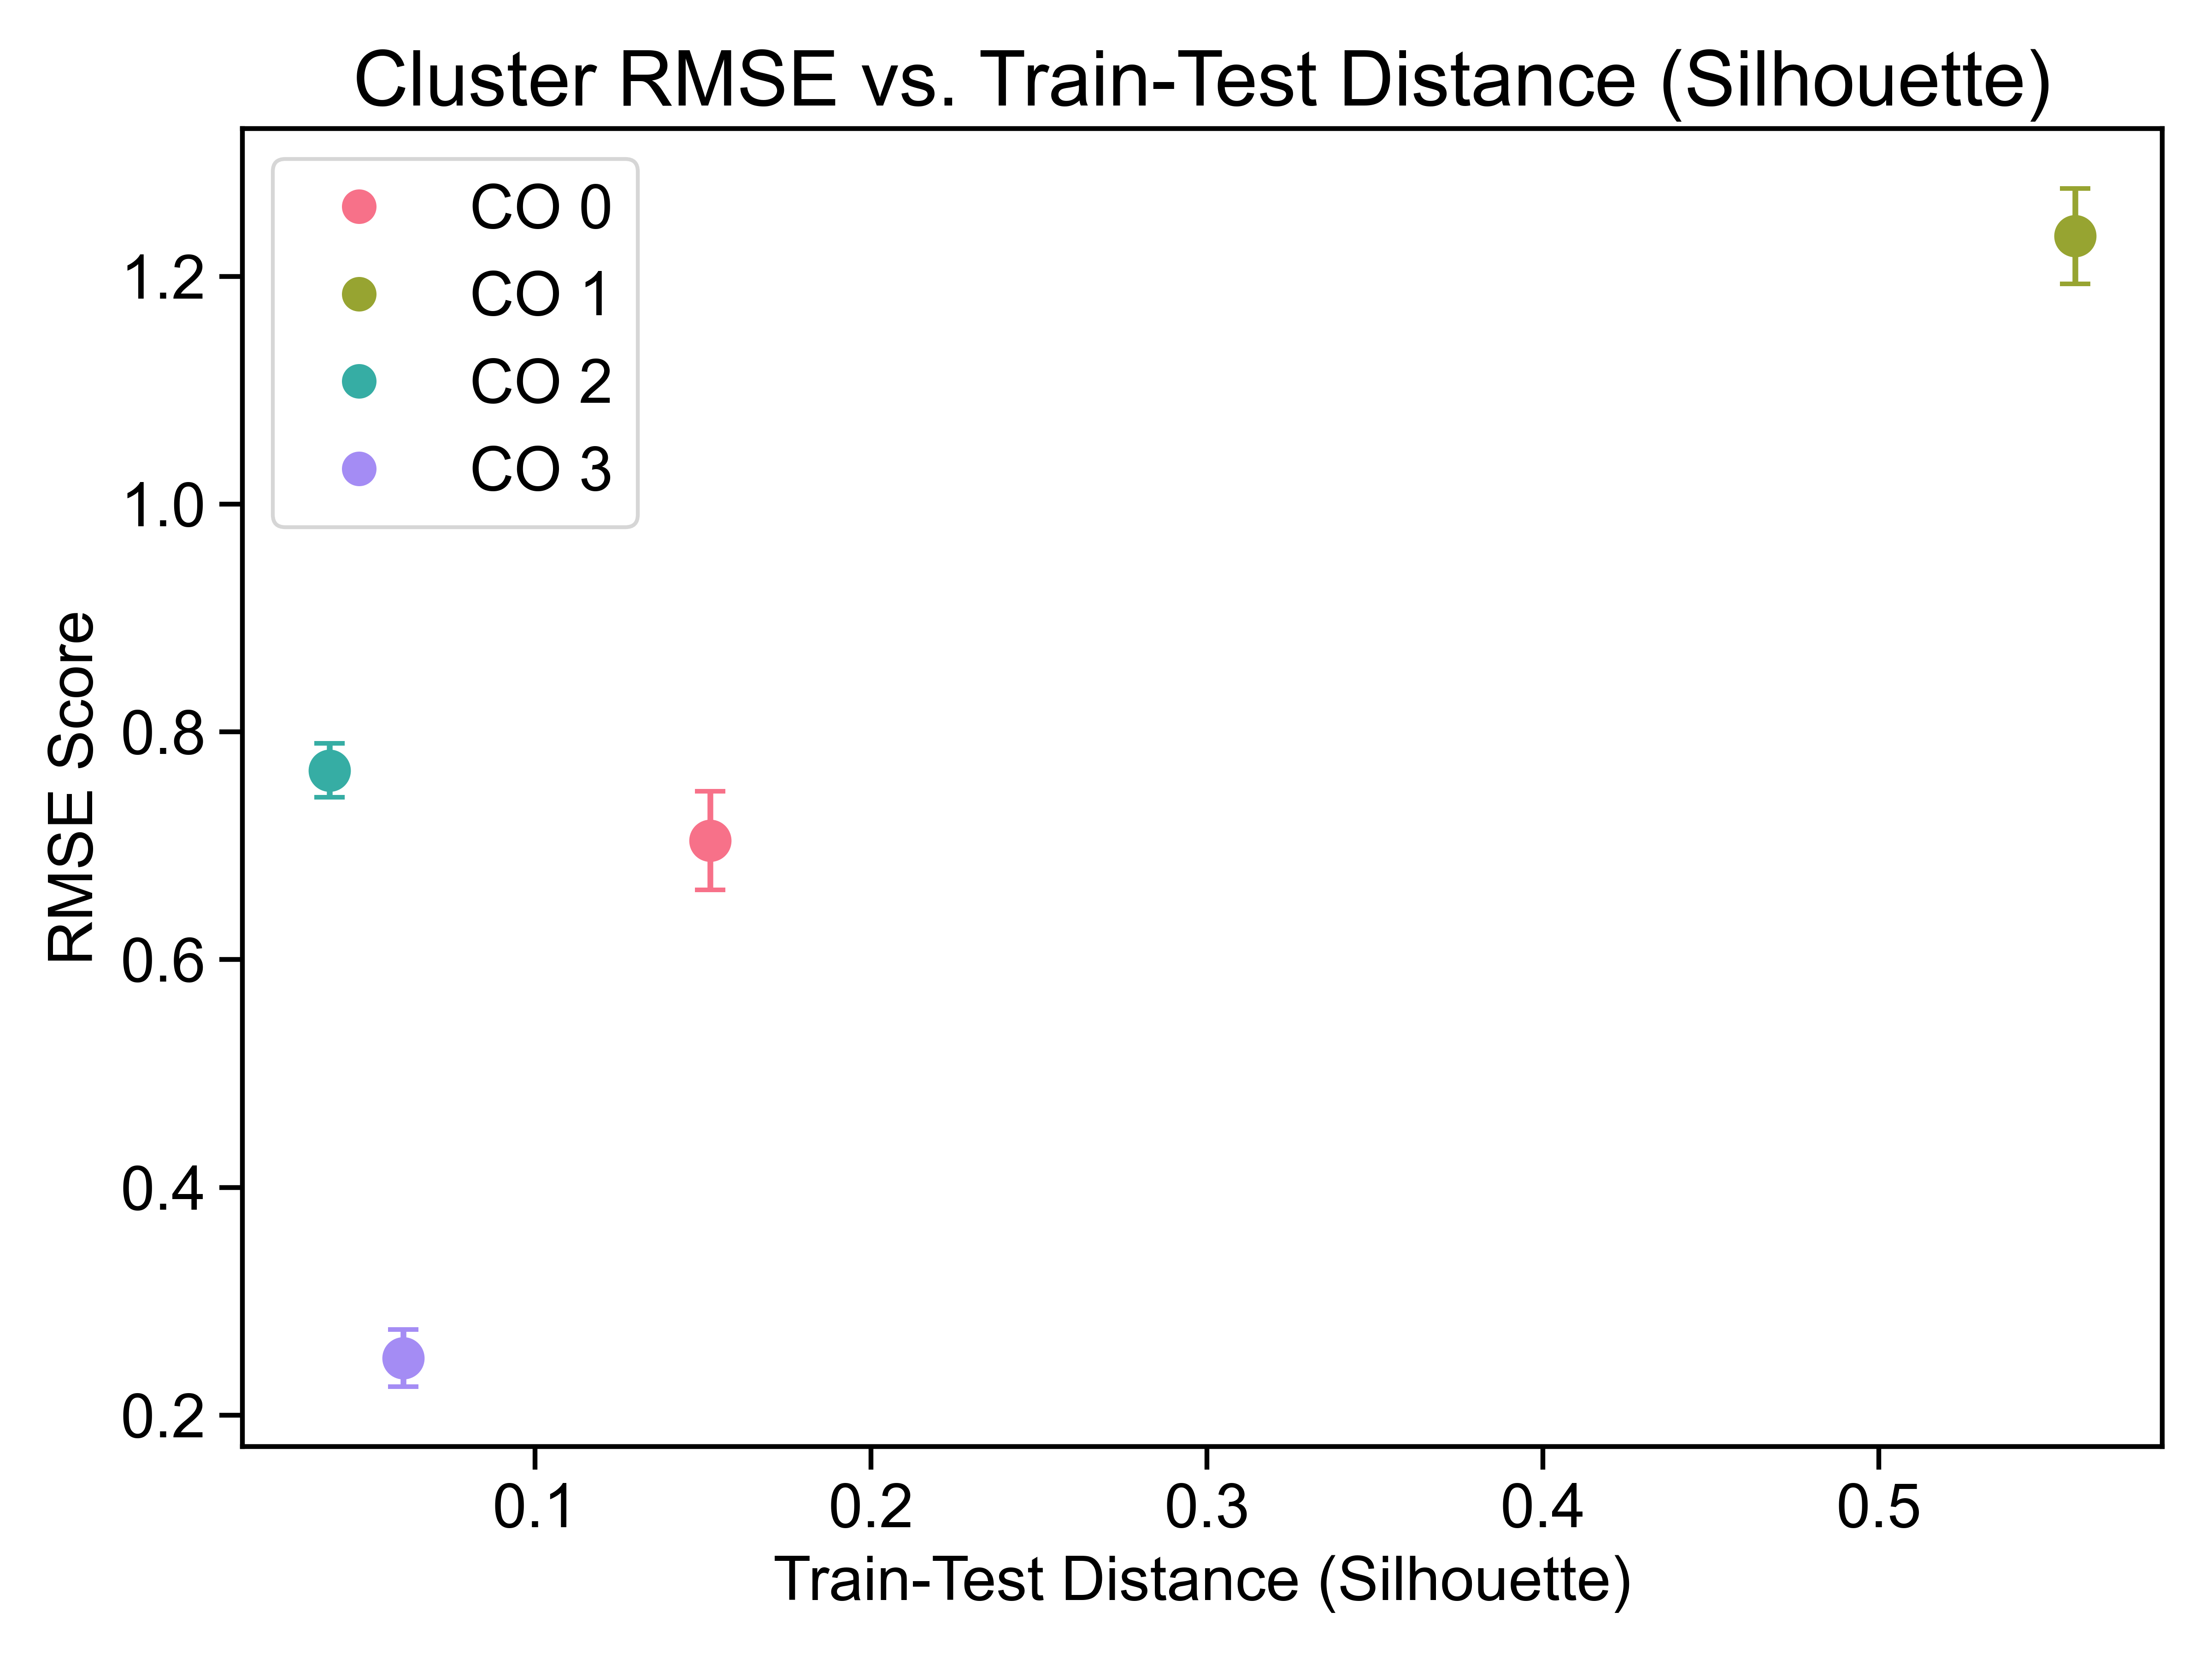 Cluster RMSE vs. Train-Test Distance (Silhouette)
CO 0
CO 1
CO 2
CO 3
RMSE Score
1.2
1.0
0.8
0.6
0.4
0.2
0.1
0.2
0.3
0.4
0.5
Train-Test Distance (Silhouette)